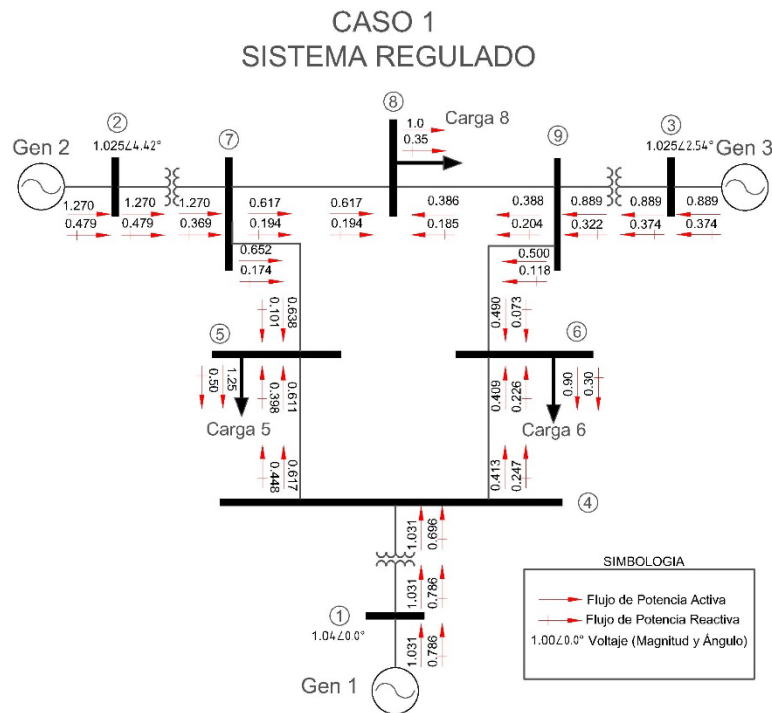 CASO 1
SISTEMA REGULADO
8
1.0
0.35
Carga 8
2
1.025∠4.42°
7
9
3
1.025∠2.54°
Gen 2
Gen 3
1.270 1.270 1.270 0.617 0.617 0.386 0.388 0.889 0.889 0.889
0.479 0.479 0.369 0.194 0.194 0.185 0.204 0.322 0.374 0.374
0.652
0.174
0.500
0.118
0.101
0.638
0.490
0.073
5
6
0.50
1.25
Carga 5
0.398
0.611
0.409
0.226
0.90
0.30
Carga 6
0.448
0.617
0.413
0.247
4
1.031
0.696
1.031
0.786
1
1.04∠0.0°
1.031
0.786
Gen 1
SIMBOLOGIA
Flujo de Potencia Activa
Flujo de Potencia Reactiva
1.00∠0.0° Voltaje (Magnitud y Ángulo)